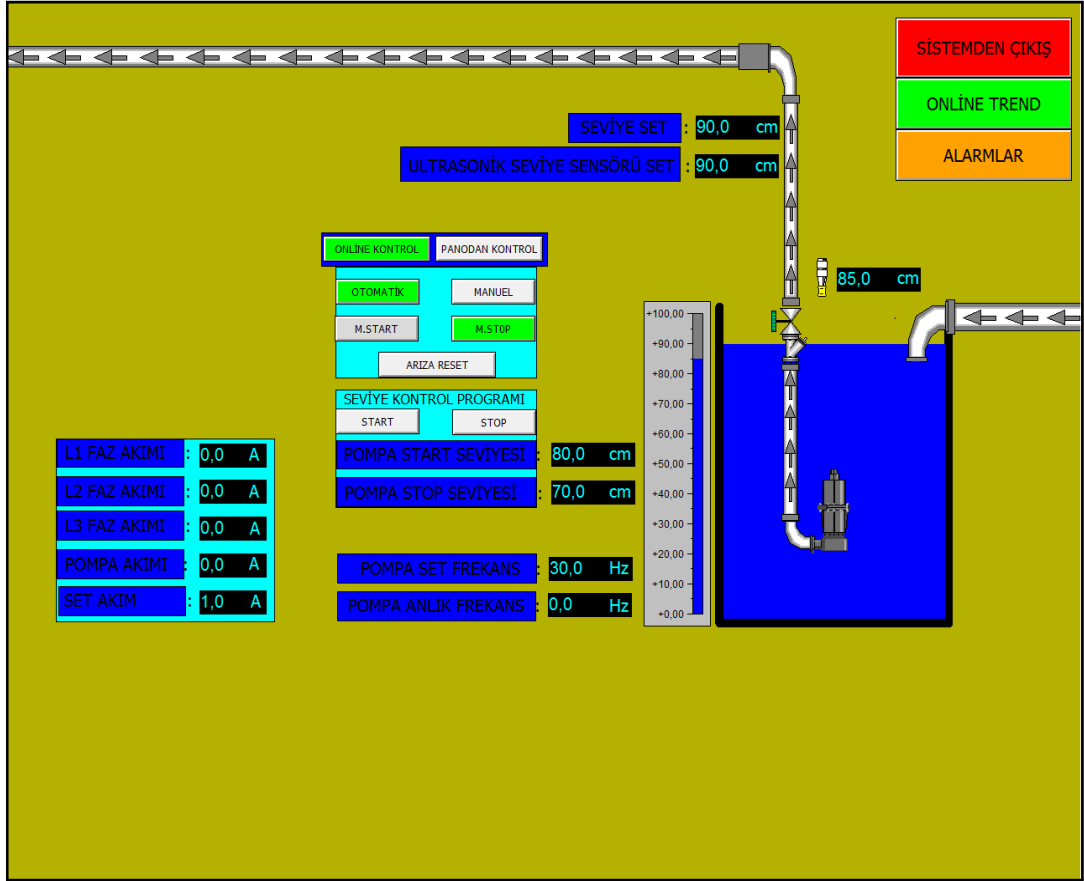 SİSTEMDEN ÇIKIŞ
ONLİNE TREND
ALARMLAR
SEVİYE SET : 90,0 cm
ULTRASONİK SEVİYE SENSÖRÜ SET : 90,0 cm
85,0 cm
ONLİNE KONTROL PANODAN KONTROL
OTOMATİK MANUEL
M.START M.STOP
ARIZA RESET
SEVİYE KONTROL PROGRAMI
START STOP
POMPA START SEVİYESİ : 80,0 cm
POMPA STOP SEVİYESİ : 70,0 cm
L1 FAZ AKIMI : 0,0 A
L2 FAZ AKIMI : 0,0 A
L3 FAZ AKIMI : 0,0 A
POMPA AKIMI : 0,0 A
SET AKIM : 1,0 A
POMPA SET FREKANS : 30,0 Hz
POMPA ANLIK FREKANS : 0,0 Hz
+100,00
+90,00
+80,00
+70,00
+60,00
+50,00
+40,00
+30,00
+20,00
+10,00
+0,00